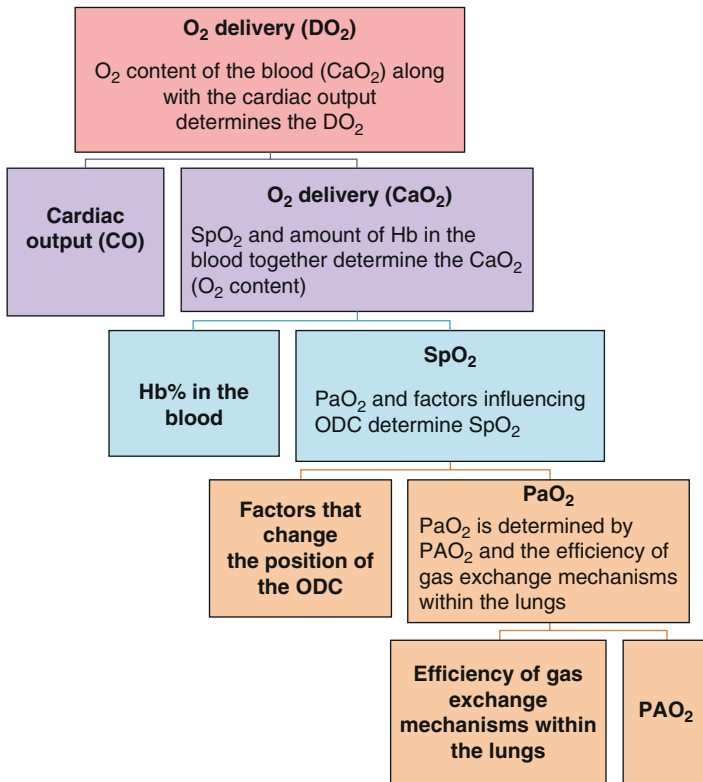 O₂ delivery (DO₂)
O₂ content of the blood (CaO₂) along
with the cardiac output
determines the DO₂
Cardiac
output (CO)
O₂ delivery (CaO₂)
SpO₂ and amount of Hb in the
blood together determine the CaO₂
(O₂ content)
Hb% in the
blood
SpO₂
PaO₂ and factors influencing
ODC determine SpO₂
Factors that
change
the position of
the ODC
PaO₂
PaO₂ is determined by
PAO₂ and the efficiency of
gas exchange mechanisms
within the lungs
Efficiency of gas
exchange
mechanisms within
the lungs
PAO₂